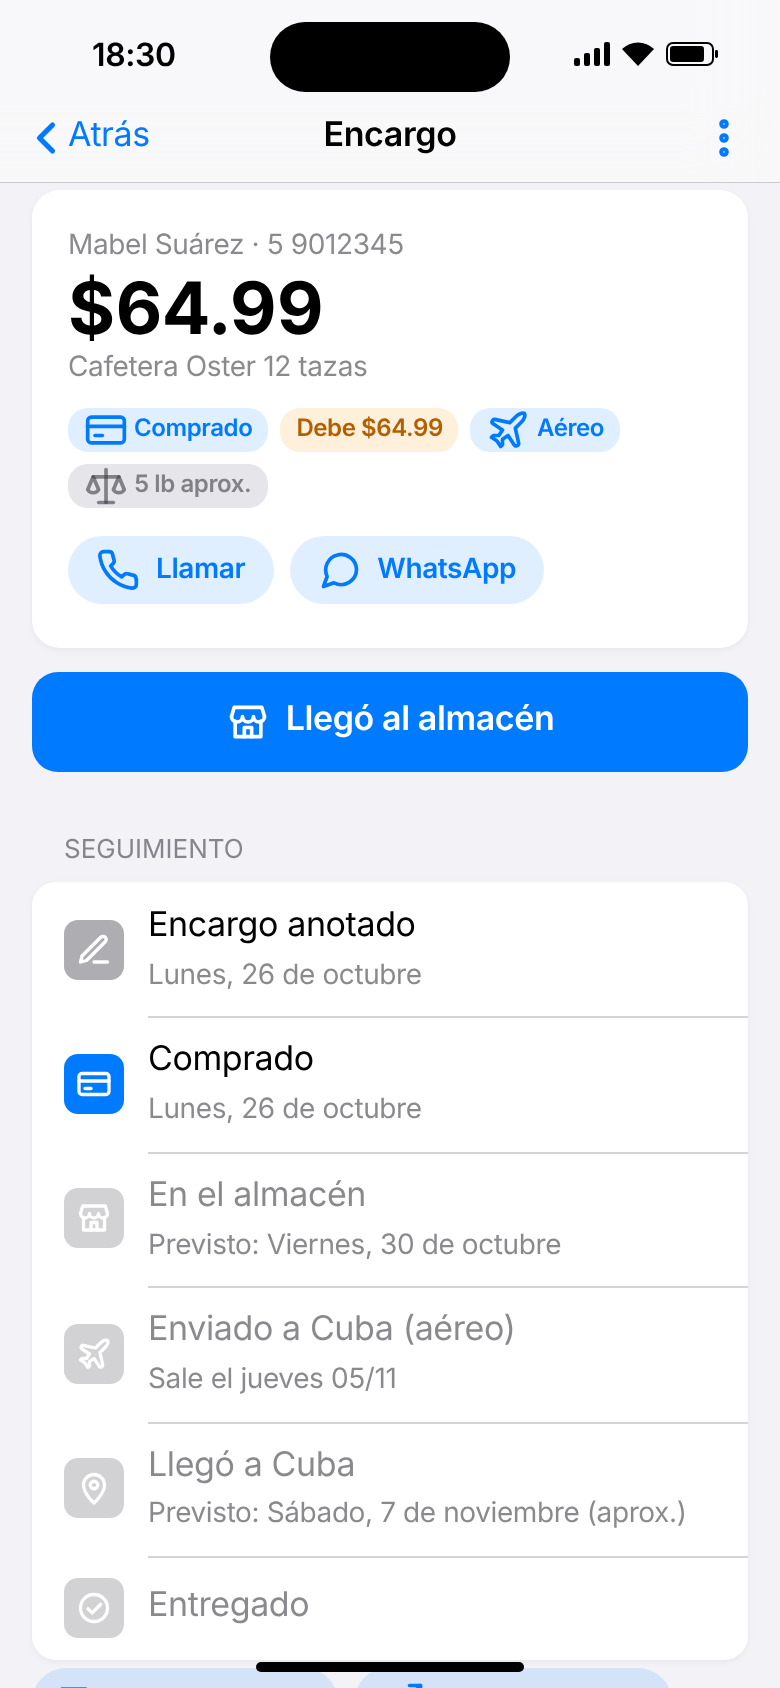 18:30
Atrás
Encargo
Mabel Suárez · 5 9012345
$64.99
Cafetera Oster 12 tazas
Comprado
Debe $64.99
Aéreo
5 lb aprox.
Llamar
WhatsApp
Llegó al almacén
SEGUIMIENTO
Encargo anotado
Lunes, 26 de octubre
Comprado
Lunes, 26 de octubre
En el almacén
Previsto: Viernes, 30 de octubre
Enviado a Cuba (aéreo)
Sale el jueves 05/11
Llegó a Cuba
Previsto: Sábado, 7 de noviembre (aprox.)
Entregado